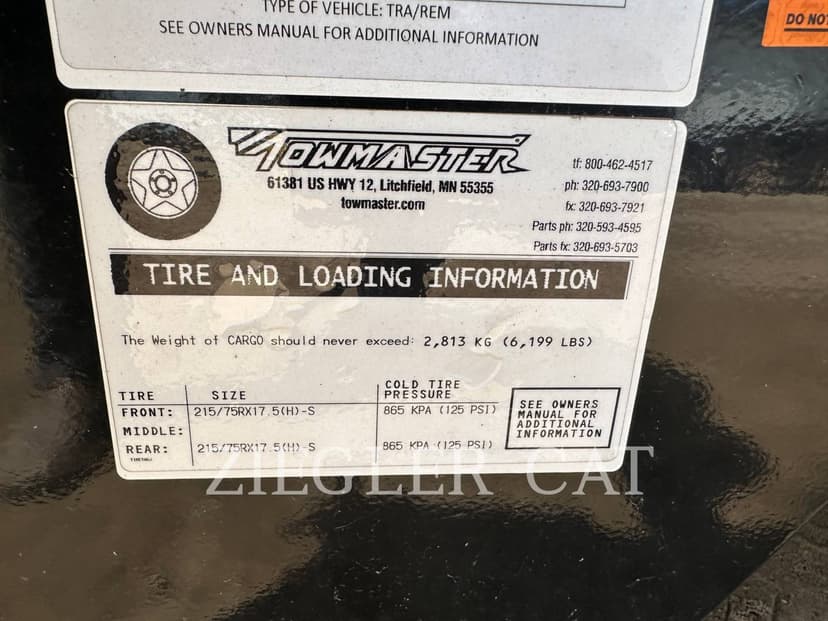 TYPE OF VEHICLE: TRA/REM
SEE OWNERS MANUAL FOR ADDITIONAL INFORMATION
DO NOT
TOWMASTER
61381 US HWY 12, Litchfield, MN 55355
towmaster.com
tf: 800-462-4517
ph: 320-693-7900
fx: 320-693-7921
Parts ph: 320-593-4595
Parts fx: 320-693-5703
TIRE AND LOADING INFORMATION
The Weight of CARGO should never exceed: 2,813 KG (6,199 LBS)
TIRE SIZE COLD TIRE PRESSURE
FRONT: 215/75RX17.5(H)-S 865 KPA (125 PSI)
MIDDLE:
REAR: 215/75RX17.5(H)-S 865 KPA (125 PSI)
SEE OWNERS
MANUAL FOR
ADDITIONAL
INFORMATION
ZIEGLER CAT